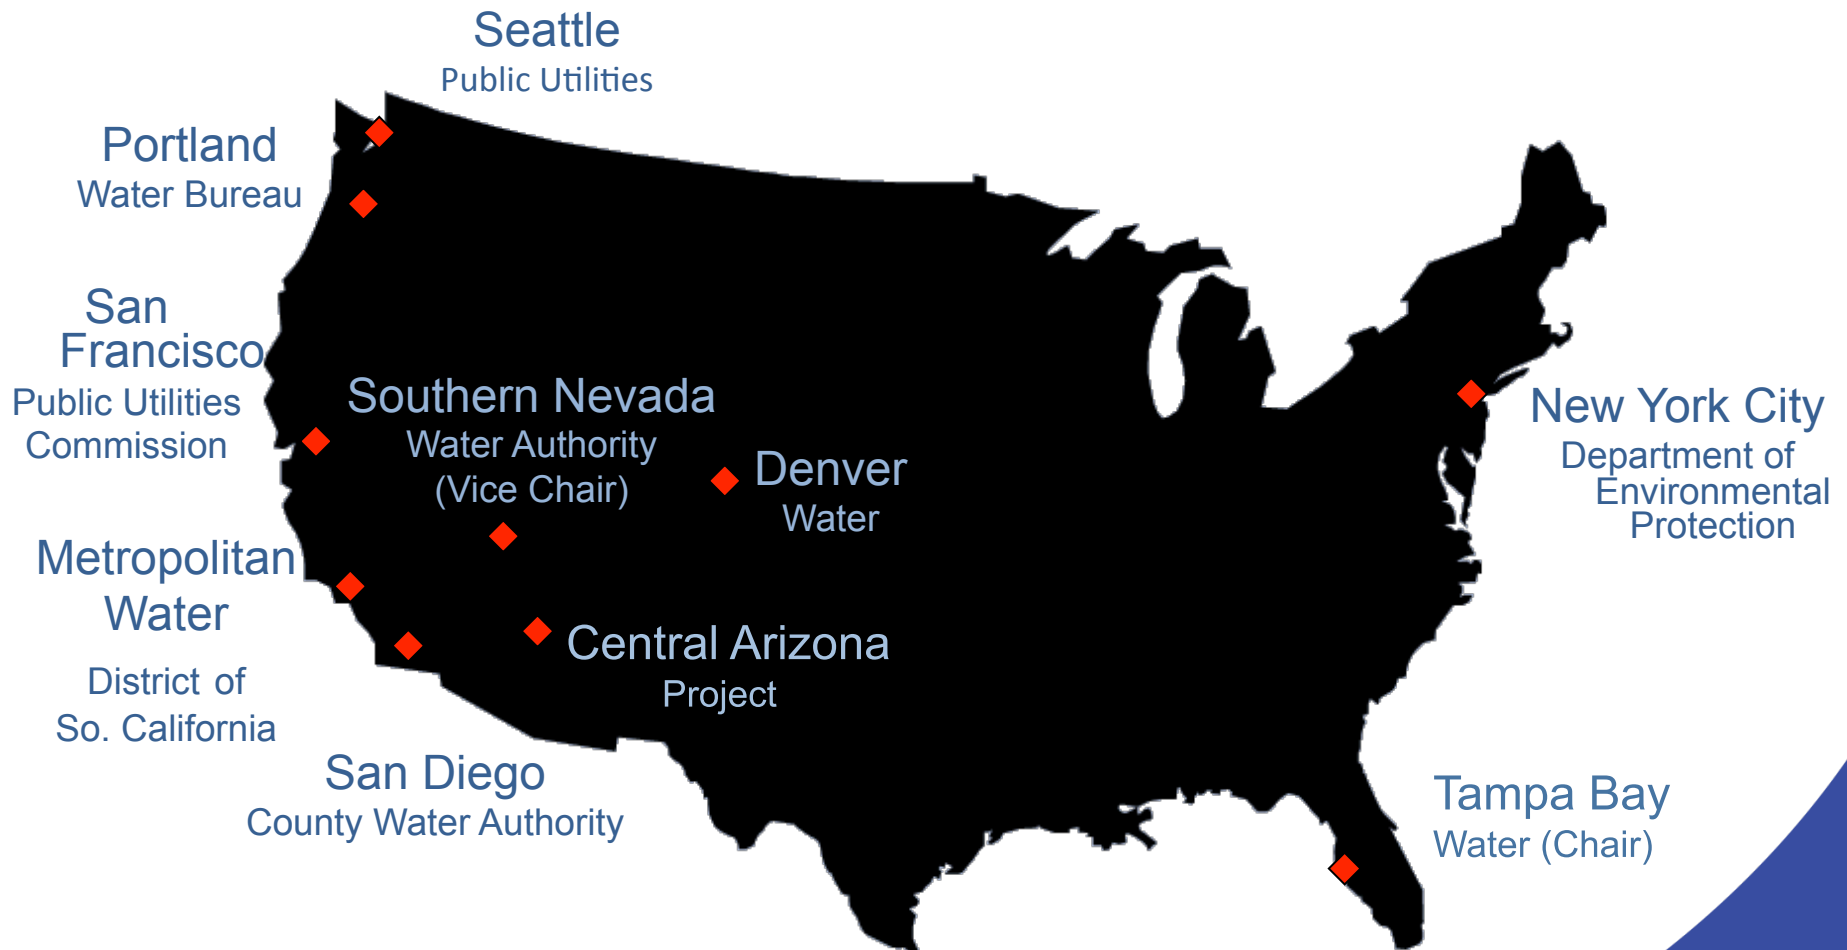 Seattle
Public Utilities
Portland
Water Bureau
San
Francisco
Public Utilities
Commission
Southern Nevada
Water Authority
(Vice Chair)
Denver
Water
New York City
Department of
Environmental
Protection
Metropolitan
Water
District of
So. California
Central Arizona
Project
San Diego
County Water Authority
Tampa Bay
Water (Chair)